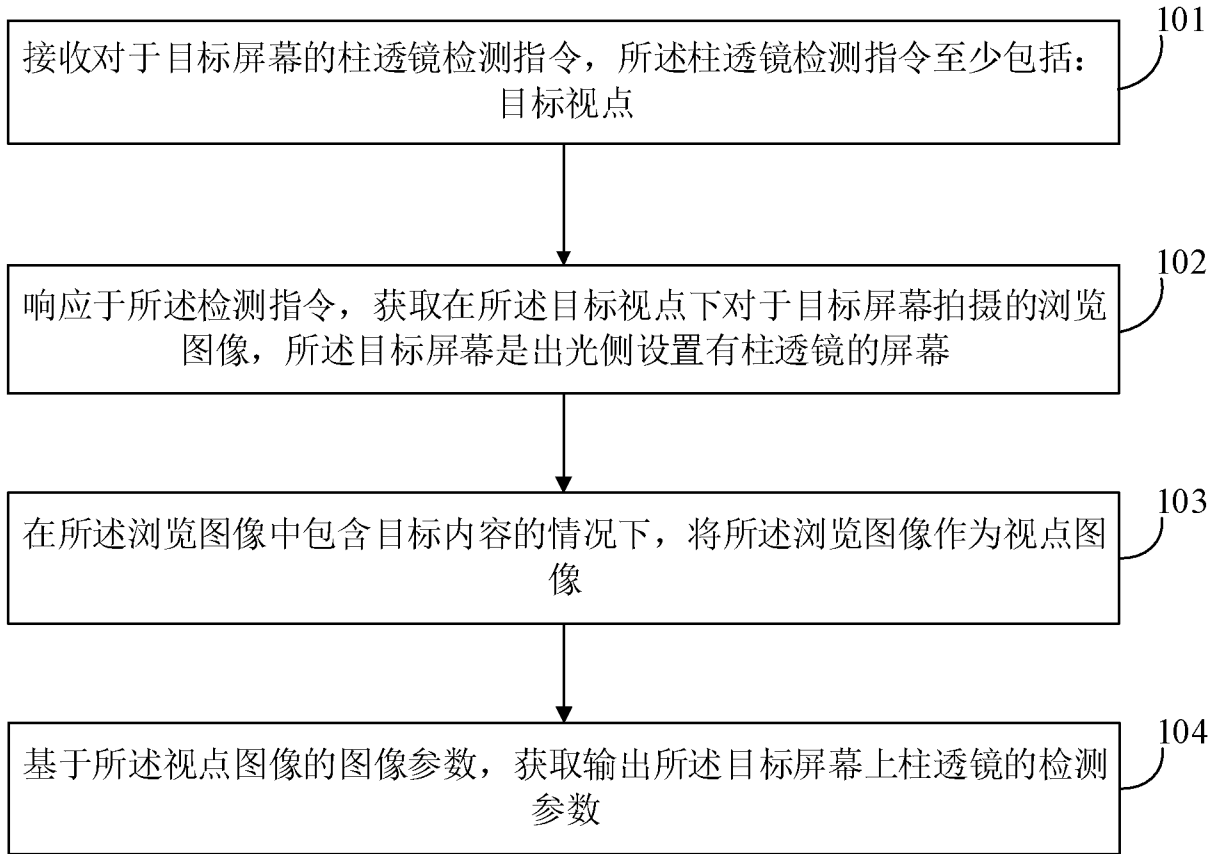 101
接收对于目标屏幕的柱透镜检测指令，所述柱透镜检测指令至少包括：
目标视点
102
响应于所述检测指令，获取在所述目标视点下对于目标屏幕拍摄的浏览
图像，所述目标屏幕是出光侧设置有柱透镜的屏幕
103
在所述浏览图像中包含目标内容的情况下，将所述浏览图像作为视点图
像
104
基于所述视点图像的图像参数，获取输出所述目标屏幕上柱透镜的检测
参数